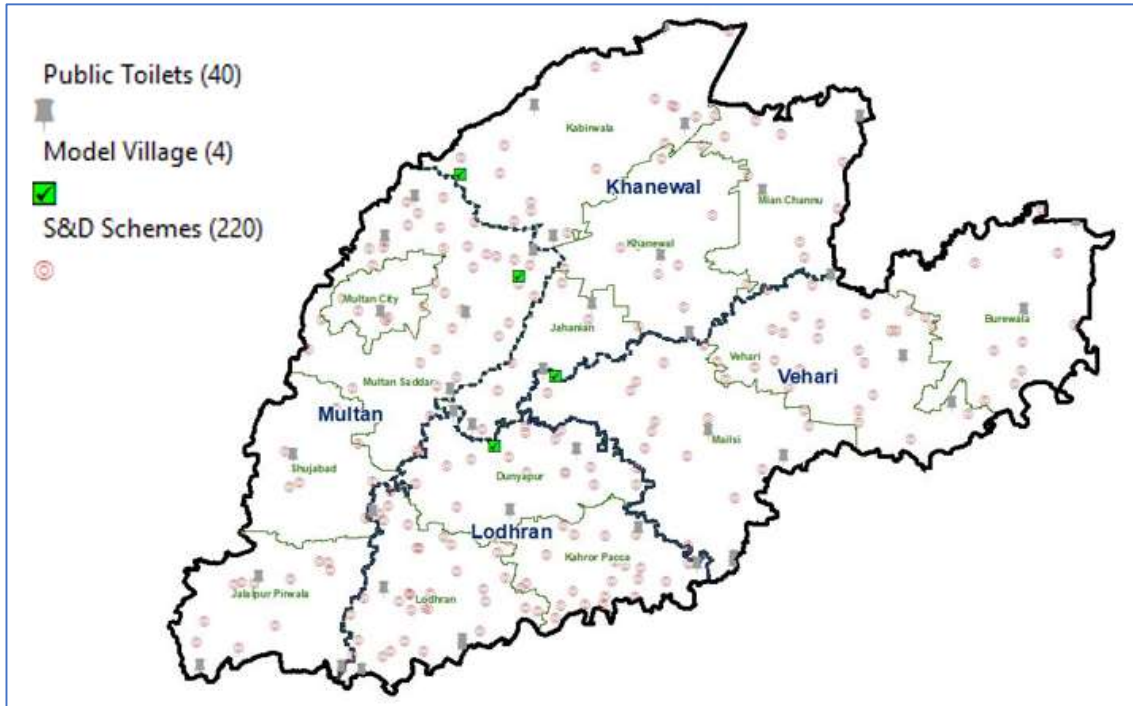 Public Toilets (40)
Model Village (4)
S&D Schemes (220)
Kabirwala
Khanewal
Mian Channu
Khanewal
Multan City
Jahanian
Burewala
Vehari
Vehari
Multan Saddar
Multan
Mailsi
Shujabad
Dunyapur
Lodhran
Kahror Pacca
Jalalpur Pirwala
Lodhran